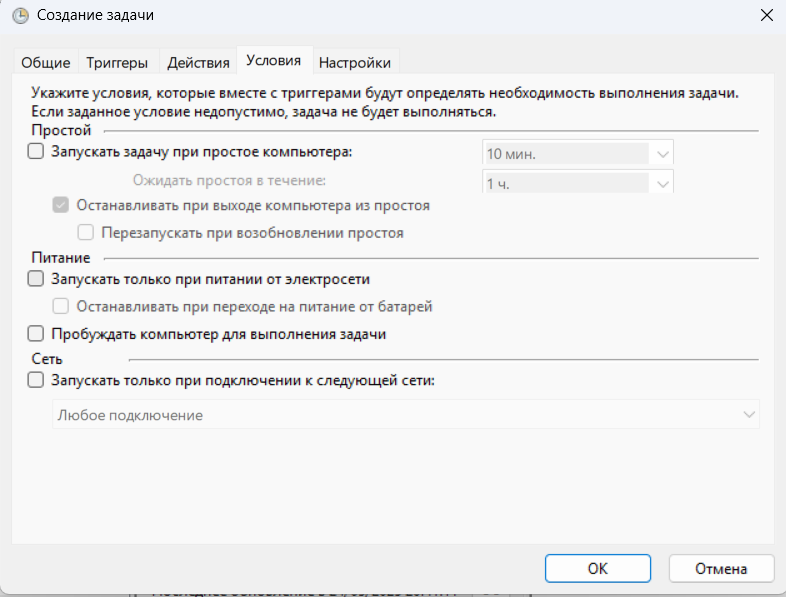 Создание задачи
Общие Триггеры Действия Условия Настройки
Укажите условия, которые вместе с триггерами будут определять необходимость выполнения задачи.
Если заданное условие недопустимо, задача не будет выполняться.
Простой
Запускать задачу при простое компьютера: 10 мин.
Ожидать простоя в течение: 1 ч.
Останавливать при выходе компьютера из простоя
Перезапускать при возобновлении простоя
Питание
Запускать только при питании от электросети
Останавливать при переходе на питание от батарей
Пробуждать компьютер для выполнения задачи
Сеть
Запускать только при подключении к следующей сети:
Любое подключение
ОК Отмена